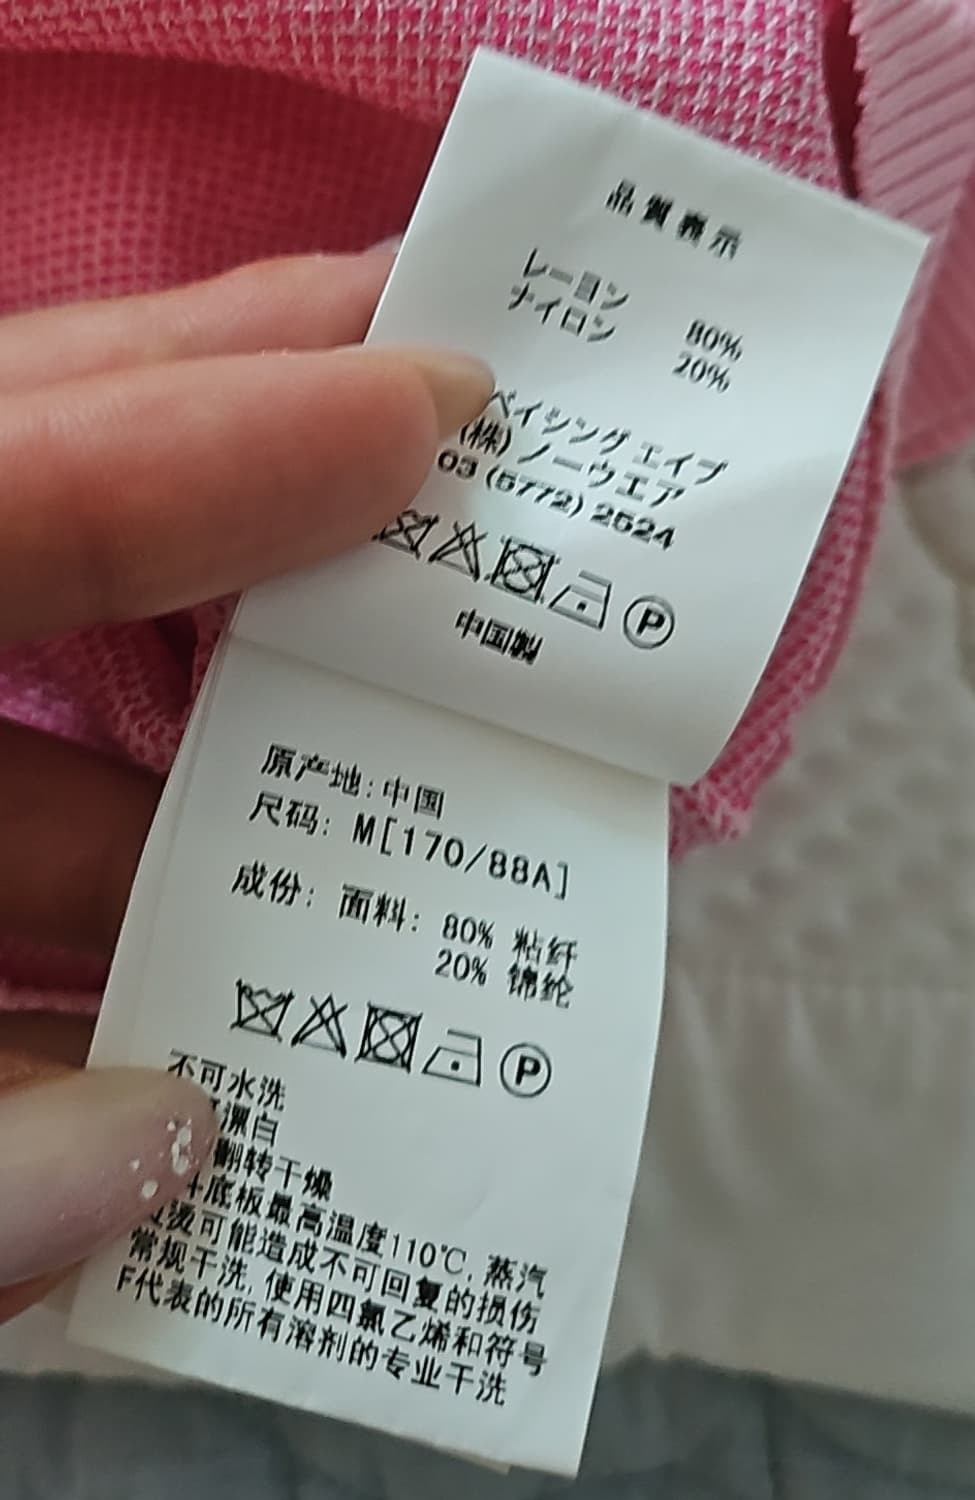 品質表示
レーヨン 80%
ナイロン 20%
ベイシングエイプ
(株)ノーウエア
03 (5772) 2524
P
中国製
原产地:中国
尺码: M[170/88A]
成份: 面料: 80% 粘纤
20% 锦纶
P
不可水洗
漂白
翻转干燥
底板最高温度110℃, 蒸汽
烫可能造成不可回复的损伤
常规干洗, 使用四氯乙烯和符号
F代表的所有溶剂的专业干洗